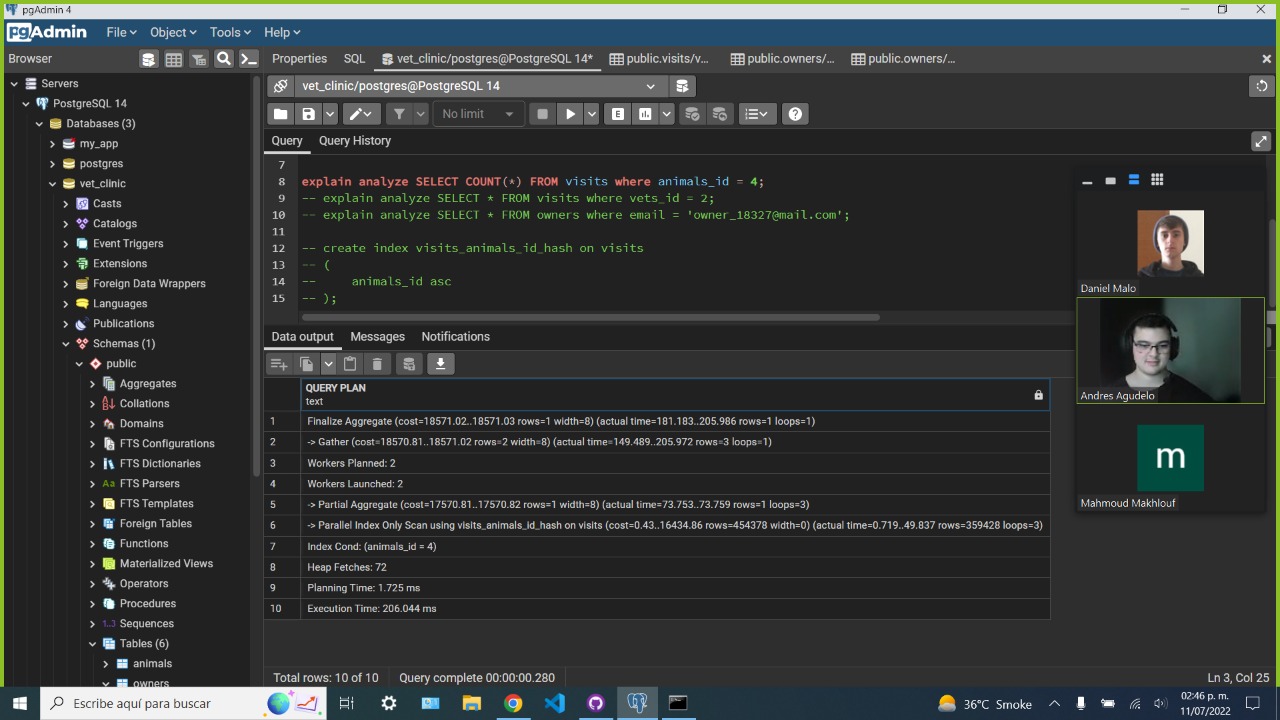 pgAdmin 4
pgAdmin File Object Tools Help
Browser
Properties SQL vet_clinic/postgres@PostgreSQL 14* public.visits/v... public.owners/... public.owners/...
Servers
PostgreSQL 14
Databases (3)
my_app
postgres
vet_clinic
Casts
Catalogs
Event Triggers
Extensions
Foreign Data Wrappers
Languages
Publications
Schemas (1)
public
Aggregates
Collations
Domains
FTS Configurations
FTS Dictionaries
Aa FTS Parsers
FTS Templates
Foreign Tables
Functions
Materialized Views
Operators
Procedures
1..3 Sequences
Tables (6)
animals
owners
vet_clinic/postgres@PostgreSQL 14
No limit
E
Query Query History
7
8 explain analyze SELECT COUNT(*) FROM visits where animals_id = 4;
9 -- explain analyze SELECT * FROM visits where vets_id = 2;
10 -- explain analyze SELECT * FROM owners where email = 'owner_18327@mail.com';
11
12 -- create index visits_animals_id_hash on visits
13 -- (
14 --     animals_id asc
15 -- );
Data output Messages Notifications
QUERY PLAN
text
1 Finalize Aggregate (cost=18571.02..18571.03 rows=1 width=8) (actual time=181.183..205.986 rows=1 loops=1)
2 -> Gather (cost=18570.81..18571.02 rows=2 width=8) (actual time=149.489..205.972 rows=3 loops=1)
3 Workers Planned: 2
4 Workers Launched: 2
5 -> Partial Aggregate (cost=17570.81..17570.82 rows=1 width=8) (actual time=73.753..73.759 rows=1 loops=3)
6 -> Parallel Index Only Scan using visits_animals_id_hash on visits (cost=0.43..16434.86 rows=454378 width=0) (actual time=0.719..49.837 rows=359428 loops=3)
7 Index Cond: (animals_id = 4)
8 Heap Fetches: 72
9 Planning Time: 1.725 ms
10 Execution Time: 206.044 ms
Total rows: 10 of 10 Query complete 00:00:00.280 Ln 3, Col 25
Daniel Malo
Andres Agudelo
m
Mahmoud Makhlouf
Escribe aquí para buscar
36°C Smoke
02:46 p. m.
11/07/2022